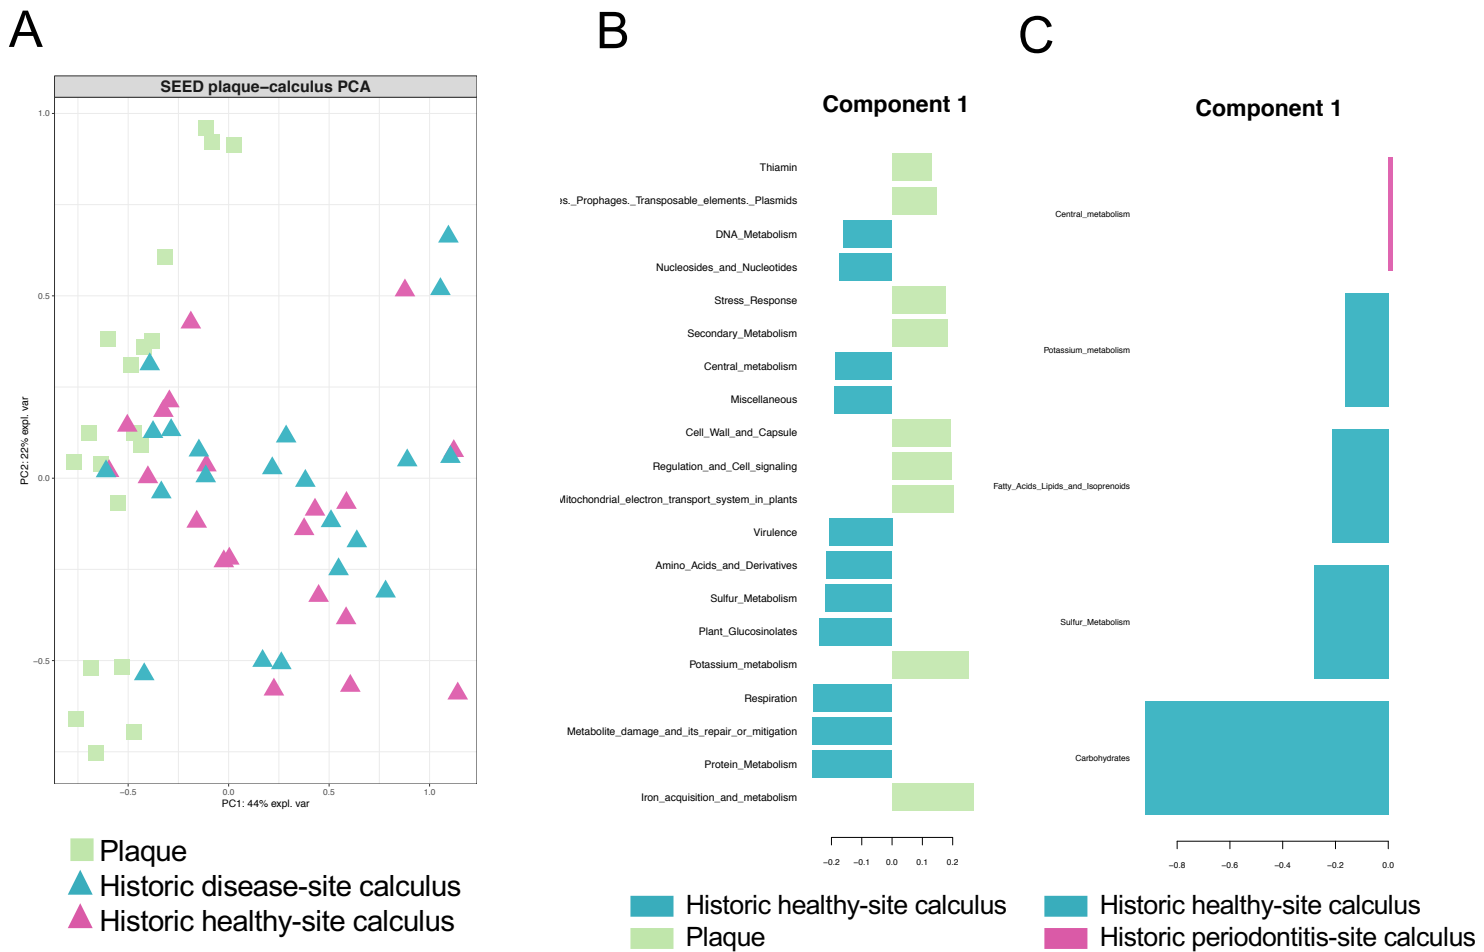 A
SEED plaque−calculus PCA
1.0
0.5
0.0
−0.5
−0.5
0.0
0.5
1.0
PC2: 22% expl. var
PC1: 44% expl. var
Plaque
Historic disease-site calculus
Historic healthy-site calculus
B
Component 1
Thiamin
es._Prophages._Transposable_elements._Plasmids
DNA_Metabolism
Nucleosides_and_Nucleotides
Stress_Response
Secondary_Metabolism
Central_metabolism
Miscellaneous
Cell_Wall_and_Capsule
Regulation_and_Cell_signaling
Mitochondrial_electron_transport_system_in_plants
Virulence
Amino_Acids_and_Derivatives
Sulfur_Metabolism
Plant_Glucosinolates
Potassium_metabolism
Respiration
Metabolite_damage_and_its_repair_or_mitigation
Protein_Metabolism
Iron_acquisition_and_metabolism
−0.2
−0.1
0.0
0.1
0.2
Historic healthy-site calculus
Plaque
C
Component 1
Central_metabolism
Potassium_metabolism
Fatty_Acids_Lipids_and_Isoprenoids
Sulfur_Metabolism
Carbohydrates
−0.8
−0.6
−0.4
−0.2
0.0
Historic healthy-site calculus
Historic periodontitis-site calculus